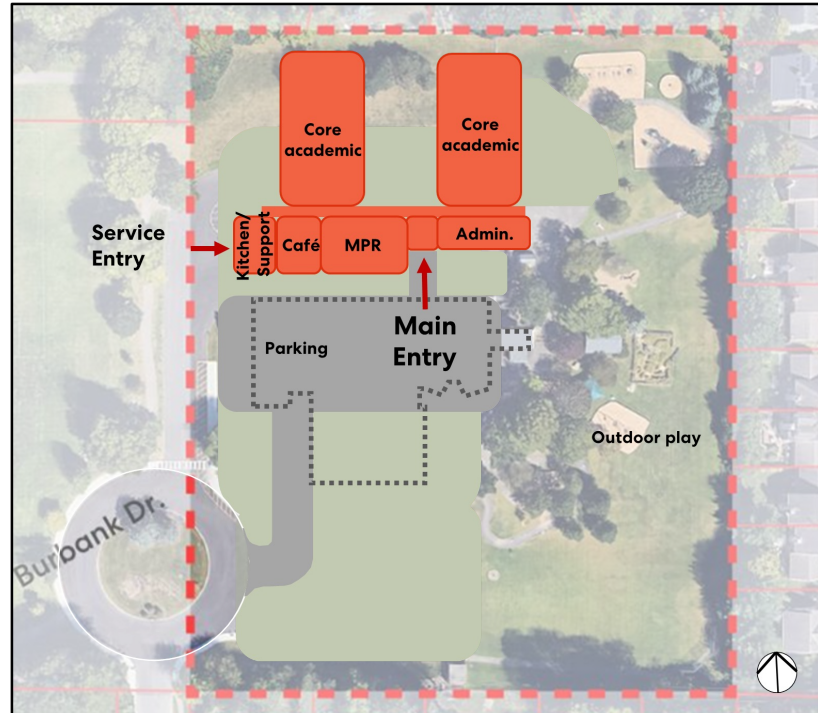 Core
academic
Core
academic
Service
Entry
Kitchen/
Support
Café
MPR
Admin.
Main
Entry
Parking
Outdoor play
Burbank Dr.